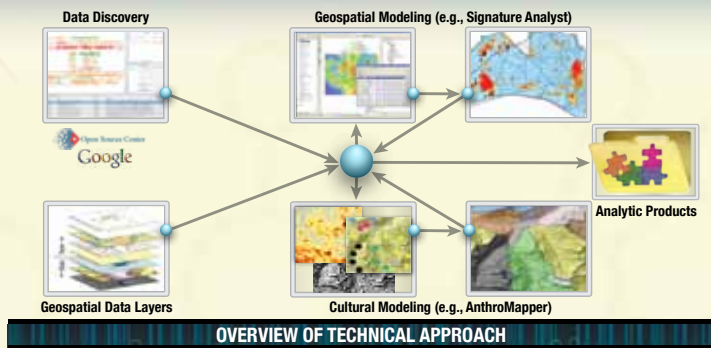 Data Discovery
Geospatial Modeling (e.g., Signature Analyst)
Open Source Center
Google
Analytic Products
Geospatial Data Layers
Cultural Modeling (e.g., AnthroMapper)
OVERVIEW OF TECHNICAL APPROACH